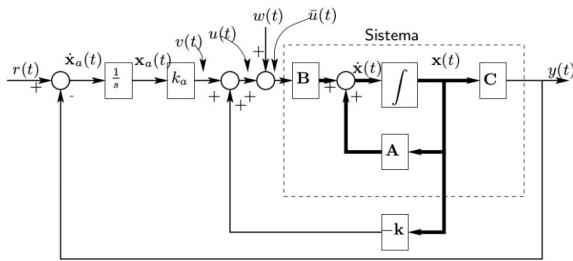 w(t)
ū(t)
u(t)
v(t)
Sistema
r(t)
ẋₐ(t)
xₐ(t)
ẋ(t)
x(t)
y(t)
1/s
kₐ
B
∫
C
+
-
+
+
+
+
+
+
+
A
−k